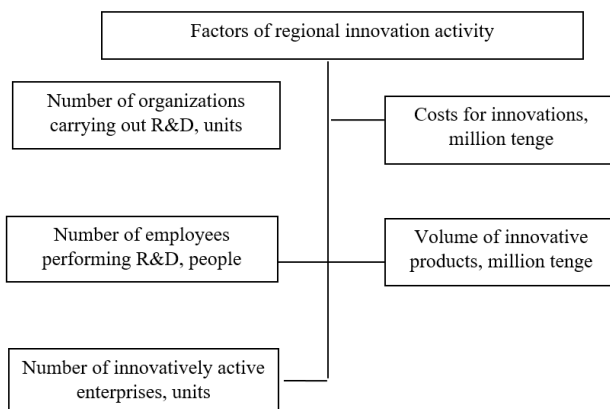 Factors of regional innovation activity
Number of organizations
carrying out R&D, units
Costs for innovations,
million tenge
Number of employees
performing R&D, people
Volume of innovative
products, million tenge
Number of innovatively active
enterprises, units